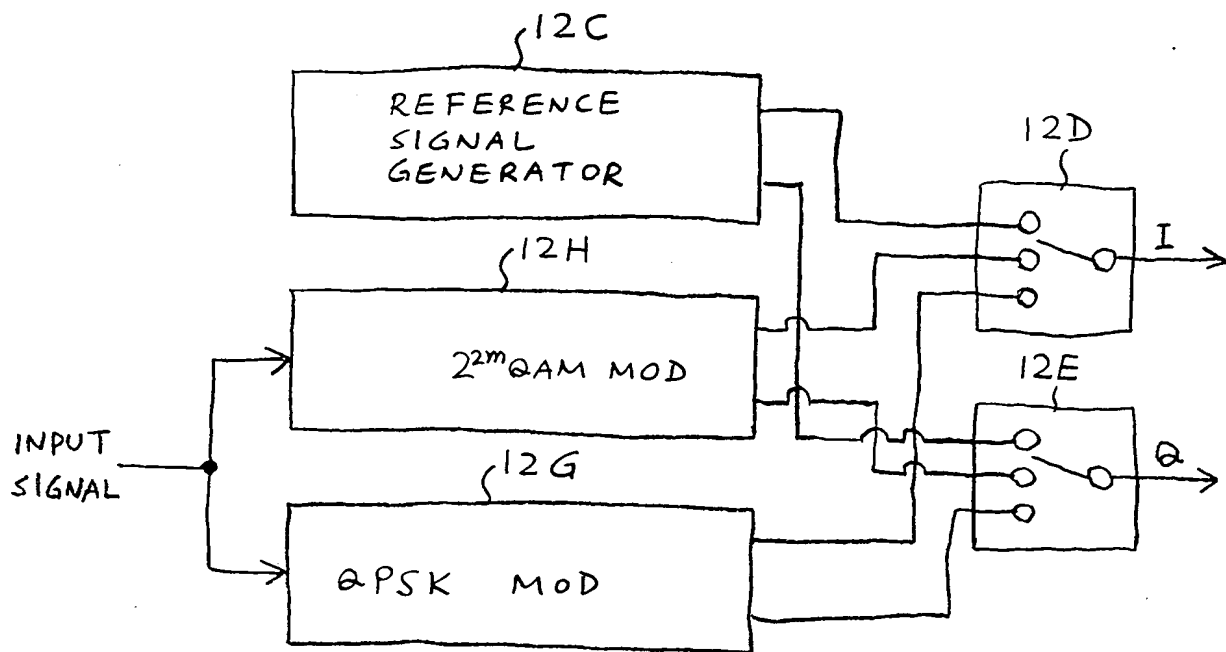 12C
REFERENCE
SIGNAL
GENERATOR
12D
I
12H
2^2m QAM MOD
12E
Q
INPUT
SIGNAL
12G
QPSK MOD